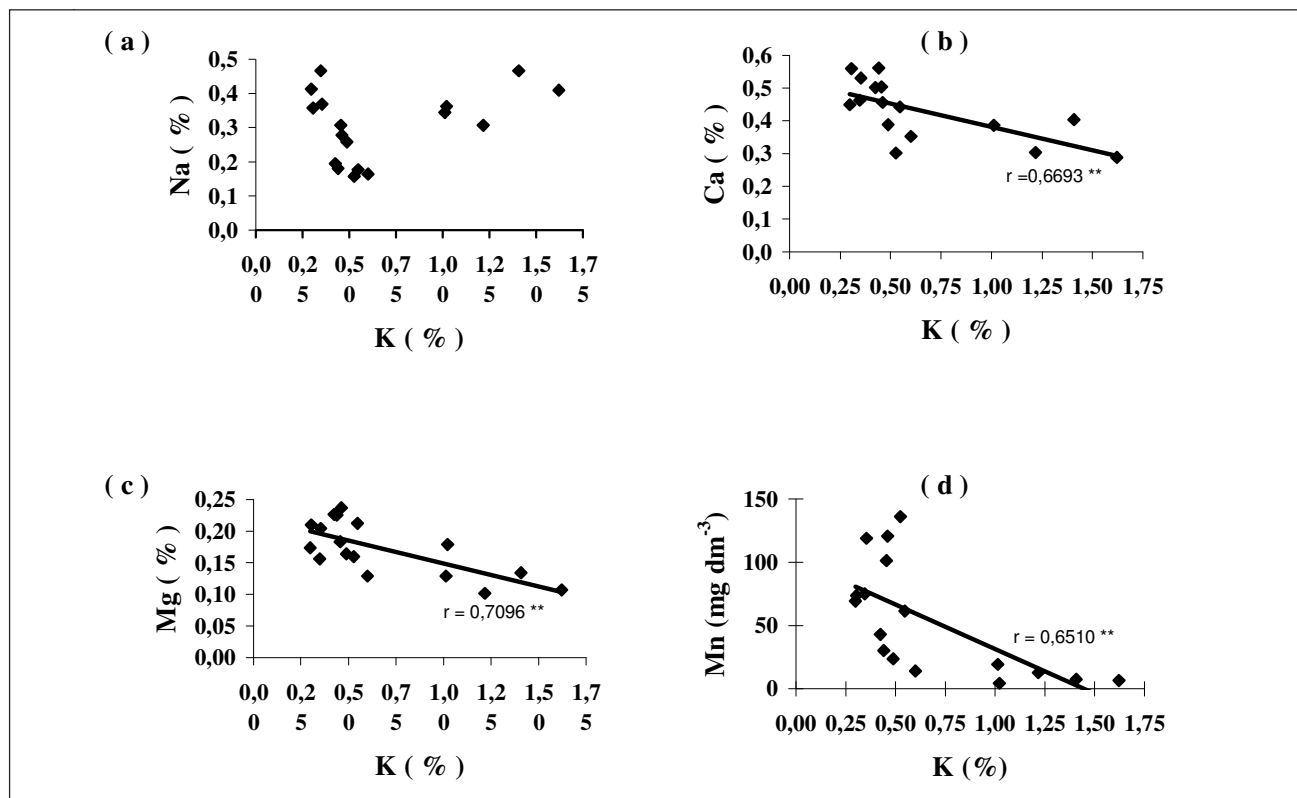 ( a )
0,5
0,4
0,3
0,2
0,1
0,0
Na ( % )
0,0 0,2 0,5 0,7 1,0 1,2 1,5 1,7
0 5 0 5 0 5 0 5
K ( % )
( b )
0,6
0,5
0,4
0,3
0,2
0,1
0,0
Ca ( % )
r =0,6693 **
0,00 0,25 0,50 0,75 1,00 1,25 1,50 1,75
K ( % )
( c )
0,25
0,20
0,15
0,10
0,05
0,00
Mg ( % )
r = 0,7096 **
0,0 0,2 0,5 0,7 1,0 1,2 1,5 1,7
0 5 0 5 0 5 0 5
K ( % )
( d )
150
100
50
0
Mn (mg dm⁻³)
r = 0,6510 **
0,00 0,25 0,50 0,75 1,00 1,25 1,50 1,75
K (%)